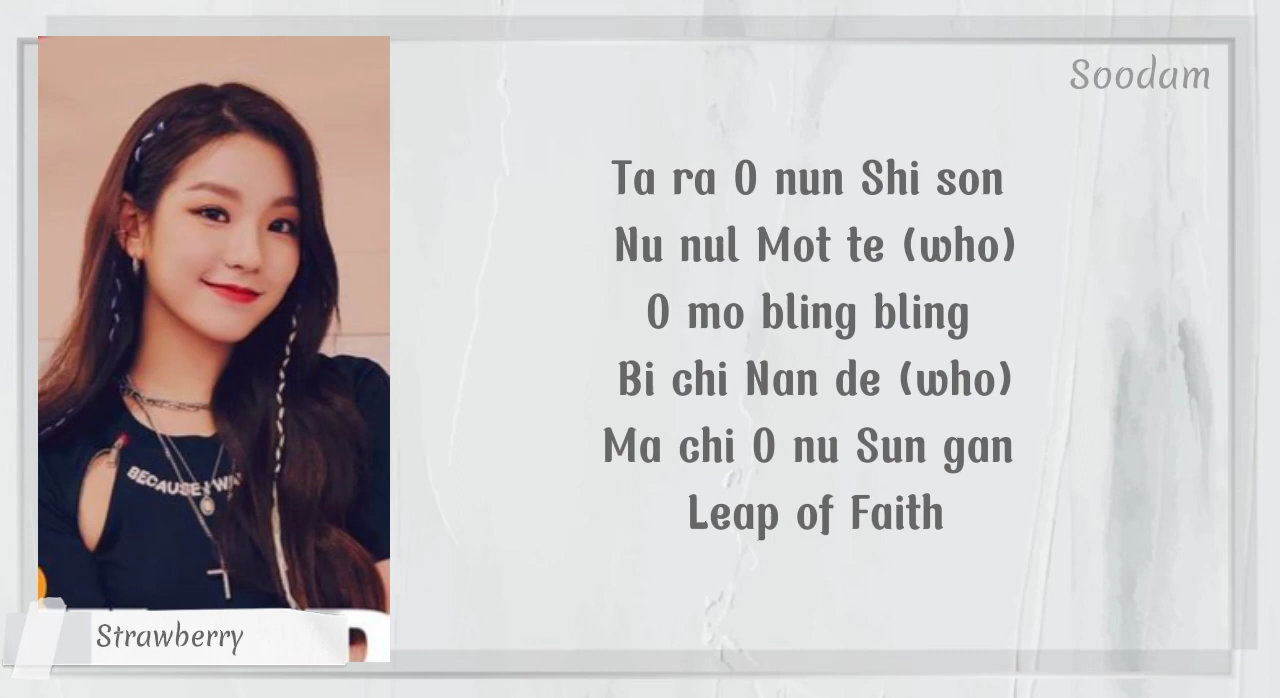 Soodam
Ta ra O nun Shi son
Nu nul Mot te (who)
O mo bling bling
Bi chi Nan de (who)
Ma chi O nu Sun gan
Leap of Faith
BECAUSE I
Strawberry